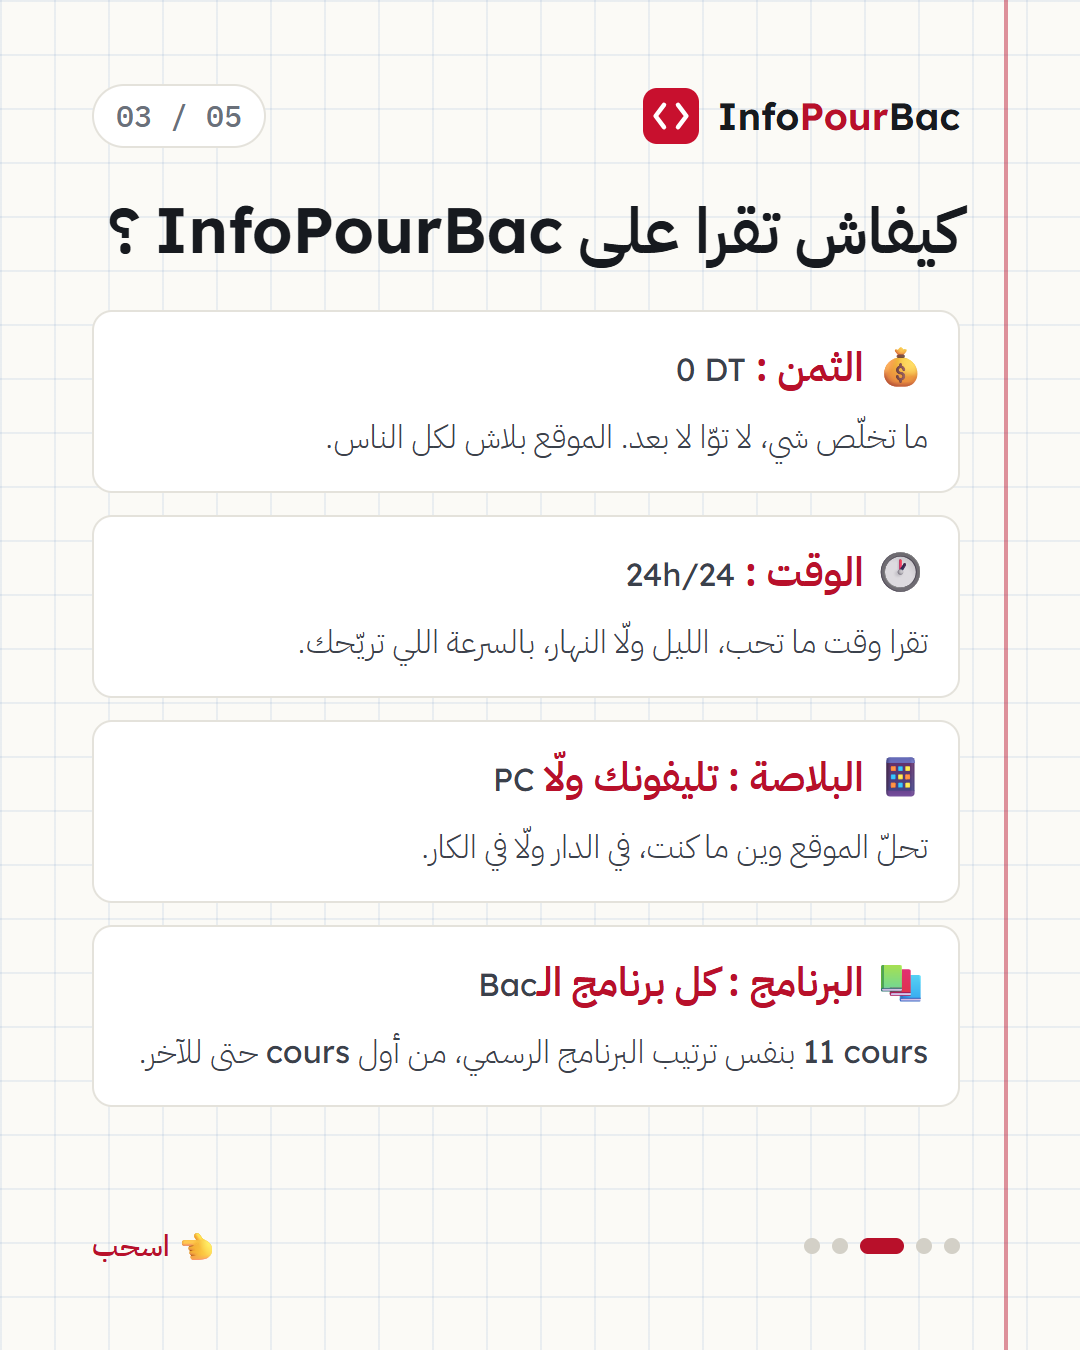 InfoPourBac
03 / 05
كيفاش تقرا على InfoPourBac ؟
💰 الثمن : 0 DT
ما تخلّص شي، لا توّا لا بعد. الموقع بلاش لكل الناس.
🕐 الوقت : 24h/24
تقرا وقت ما تحب، الليل ولّا النهار، بالسرعة اللي تريّحك.
📱 البلاصة : تليفونك ولّا PC
تحلّ الموقع وين ما كنت، في الدار ولّا في الكار.
📚 البرنامج : كل برنامج الـBac
11 cours بنفس ترتيب البرنامج الرسمي، من أول cours حتى للآخر.
👈 اسحب